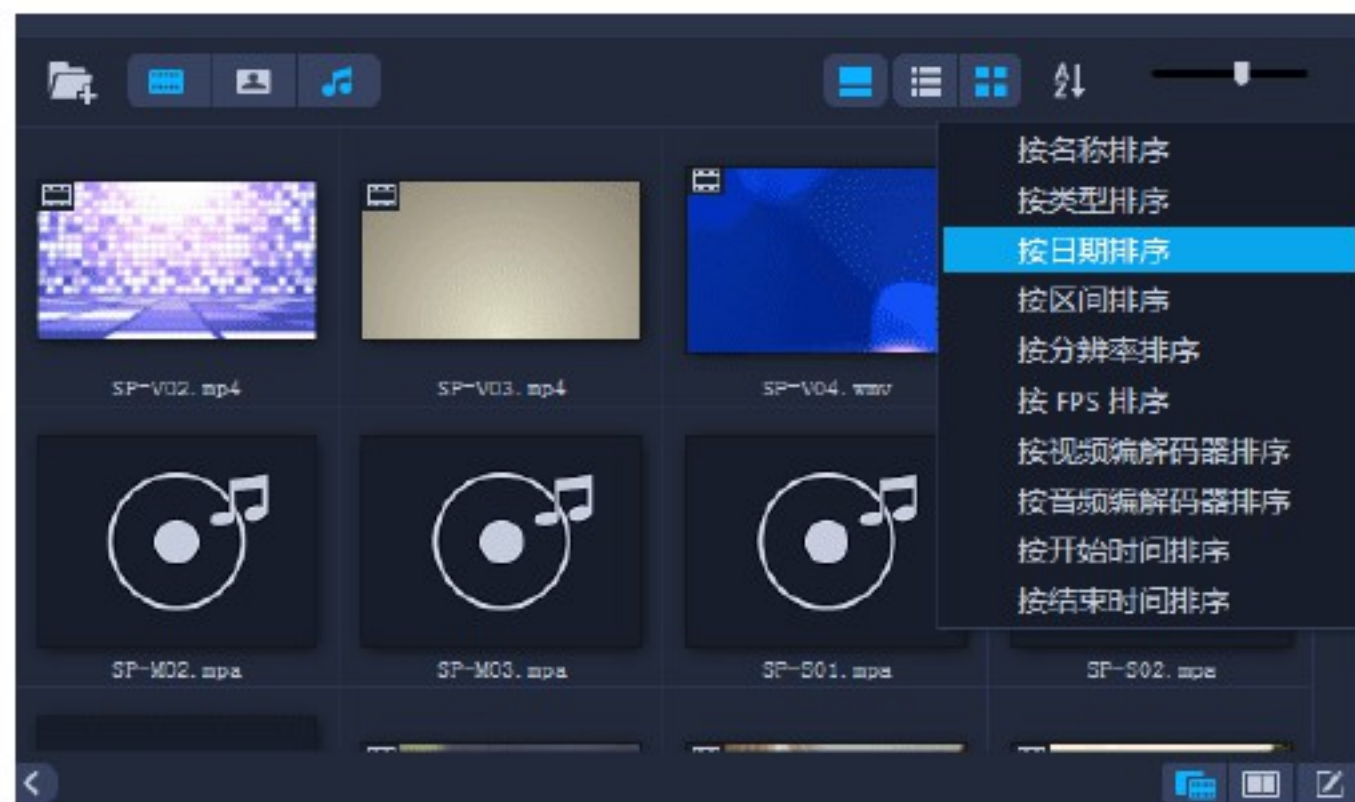 按名称排序
按类型排序
按日期排序
按区间排序
按分辨率排序
按 FPS 排序
按视频编解码器排序
按音频编解码器排序
按开始时间排序
按结束时间排序
SP-V02.mp4
SP-V03.mp4
SP-V04.wmv
SP-M02.mpa
SP-M03.mpa
SP-S01.mpa
SP-S02.mpa